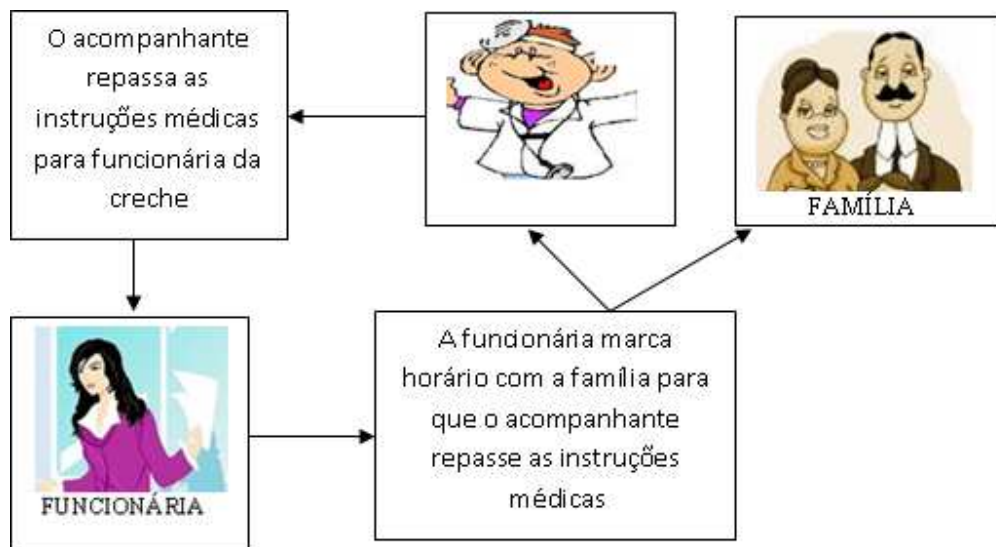 O acompanhante
repassa as
instruções médicas
para funcionária da
creche
FAMÍLIA
FUNCIONÁRIA
A funcionária marca
horário com a família para
que o acompanhante
repasse as instruções
médicas